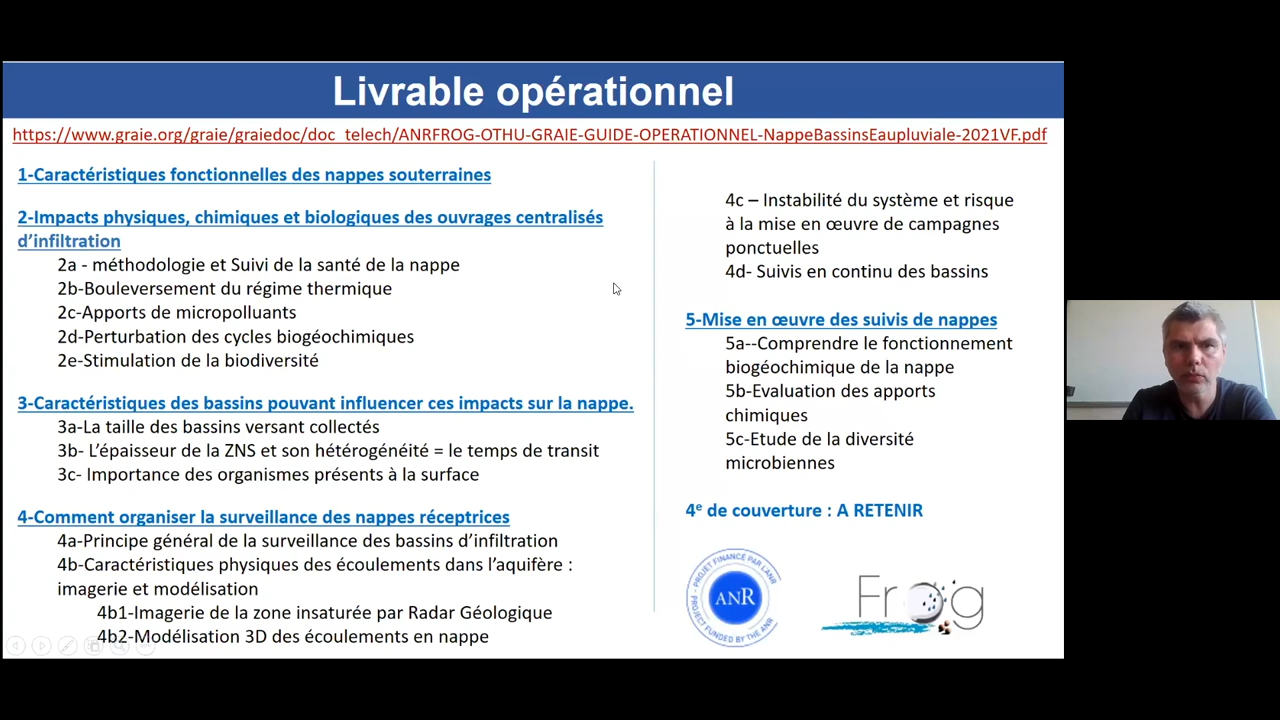 Livrable opérationnel
https://www.graie.org/graie/graiedoc/doc_telech/ANRFROG-OTHU-GRAIE-GUIDE-OPERATIONNEL-NappeBassinsEaupluviale-2021VF.pdf
1-Caractéristiques fonctionnelles des nappes souterraines
2-Impacts physiques, chimiques et biologiques des ouvrages centralisés
d’infiltration
2a - méthodologie et Suivi de la santé de la nappe
2b-Bouleversement du régime thermique
2c-Apports de micropolluants
2d-Perturbation des cycles biogéochimiques
2e-Stimulation de la biodiversité
3-Caractéristiques des bassins pouvant influencer ces impacts sur la nappe.
3a-La taille des bassins versant collectés
3b- L’épaisseur de la ZNS et son hétérogénéité = le temps de transit
3c- Importance des organismes présents à la surface
4-Comment organiser la surveillance des nappes réceptrices
4a-Principe général de la surveillance des bassins d’infiltration
4b-Caractéristiques physiques des écoulements dans l’aquifère :
imagerie et modélisation
4b1-Imagerie de la zone insaturée par Radar Géologique
4b2-Modélisation 3D des écoulements en nappe
4c – Instabilité du système et risque
à la mise en œuvre de campagnes
ponctuelles
4d- Suivis en continu des bassins
5-Mise en œuvre des suivis de nappes
5a--Comprendre le fonctionnement
biogéochimique de la nappe
5b-Evaluation des apports
chimiques
5c-Etude de la diversité
microbiennes
4e de couverture : A RETENIR
PROJET FINANCE PAR L'ANR
ANR
PROJECT FUNDED BY THE ANR
Frog